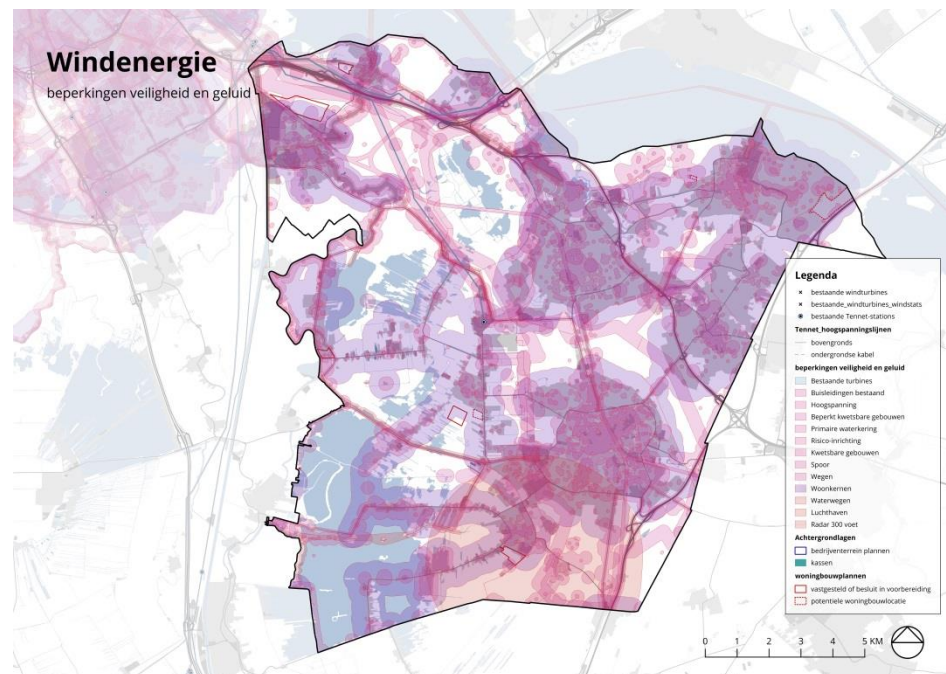 Windenergie
beperkingen veiligheid en geluid
Legenda
bestaande windturbines
bestaande_windturbines_windstats
bestaande Tennet-stations
Tennet_hoogspanningslijnen
bovengronds
ondergrondse kabel
beperkingen veiligheid en geluid
Bestaande turbines
Buisleidingen bestaand
Hoogspanning
Beperkt kwetsbare gebouwen
Primaire waterkering
Risico-inrichting
Kwetsbare gebouwen
Spoor
Wegen
Woonkernen
Waterwegen
Luchthaven
Radar 300 voet
Achtergrondlagen
bedrijventerrein plannen
kassen
woningbouwplannen
vastgesteld of besluit in voorbereiding
potentiele woningbouwlocatie
0 1 2 3 4 5 KM